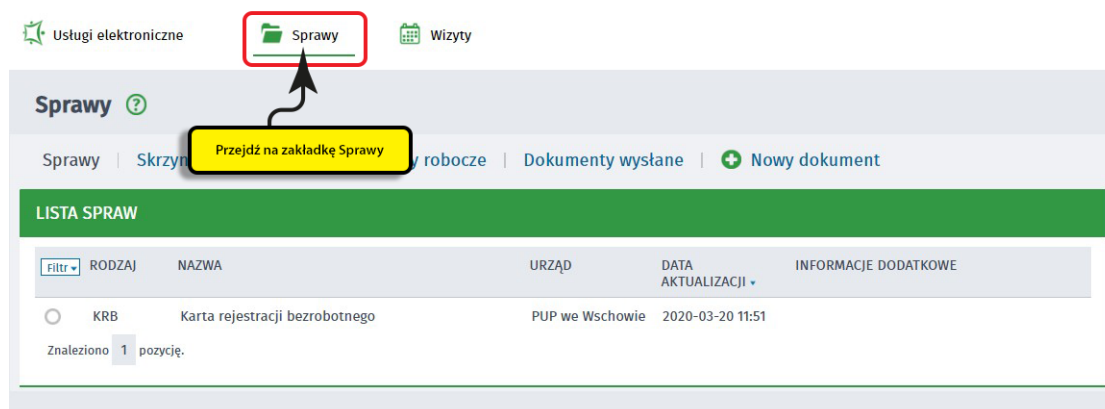 Usługi elektroniczne Sprawy Wizyty
Sprawy ?
Przejdź na zakładkę Sprawy
Sprawy | robocze | Dokumenty wysłane | Nowy dokument
LISTA SPRAW
Filtr RODZAJ NAZWA URZĄD DATA AKTUALIZACJI INFORMACJE DODATKOWE
KRB Karta rejestracji bezrobotnego PUP we Wschowie 2020-03-20 11:51
Znaleziono 1 pozycję.